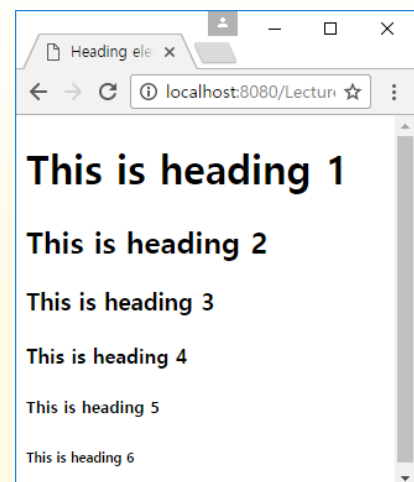 Heading ele
localhost:8080/Lectur
This is heading 1
This is heading 2
This is heading 3
This is heading 4
This is heading 5
This is heading 6